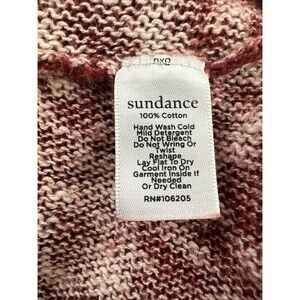 sundance
100% Cotton
Hand Wash Cold
Mild Detergent
Do Not Bleach
Do Not Wring Or
Twist
Reshape
Lay Flat To Dry
Cool Iron On
Garment Inside If
Needed
Or Dry Clean
RN#106205